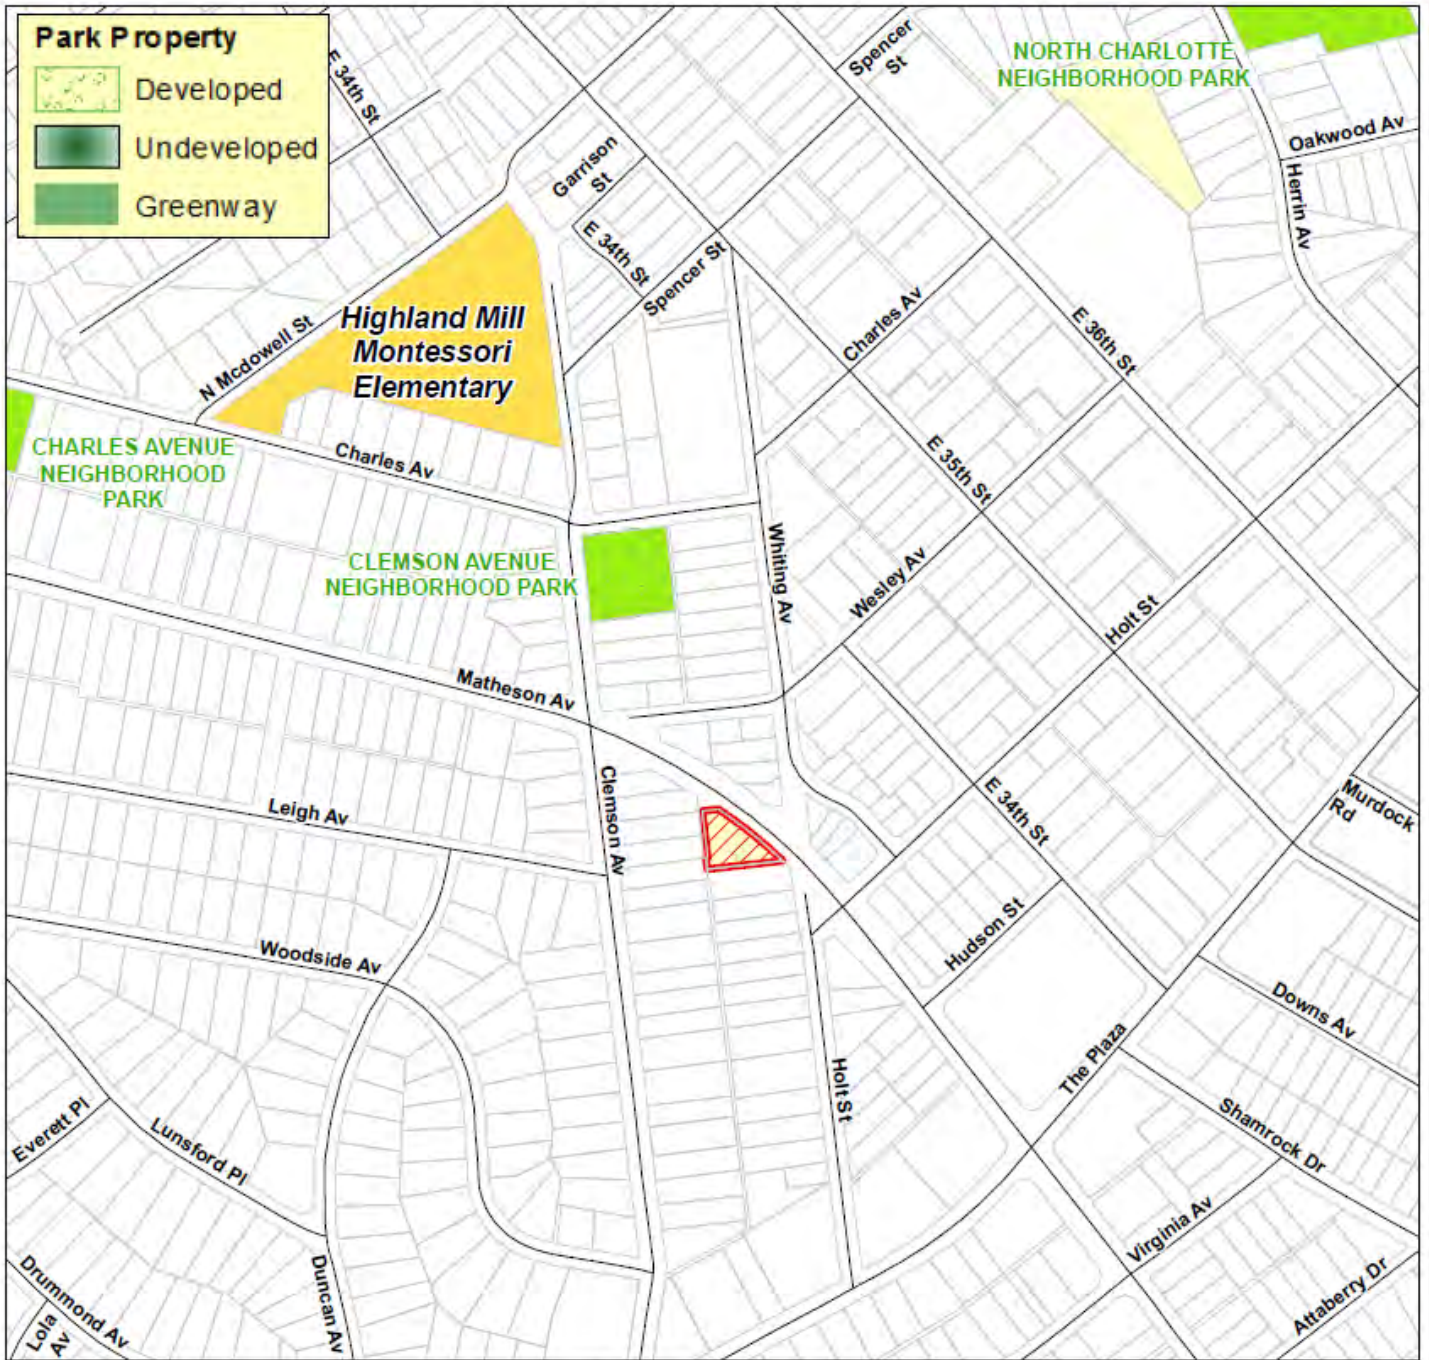 Park Property
Developed
Undeveloped
Greenway
E 34th St
Spencer
St
NORTH CHARLOTTE
NEIGHBORHOOD PARK
Oakwood Av
Herrin Av
Garrison
St
E 34th St
Spencer St
Highland Mill
Montessori
Elementary
N Mcdowell St
Charles Av
E 36th St
CHARLES AVENUE
NEIGHBORHOOD
PARK
Charles Av
E 35th St
CLEMSON AVENUE
NEIGHBORHOOD PARK
Whiting Av
Wesley Av
Holt St
Matheson Av
Clemson Av
Leigh Av
E 34th St
Murdock
Rd
Hudson St
Woodside Av
Downs Av
The Plaza
Holt St
Shamrock Dr
Everett Pl
Lunsford Pl
Virginia Av
Duncan Av
Drummond Av
Lola
Av
Attaberry Dr